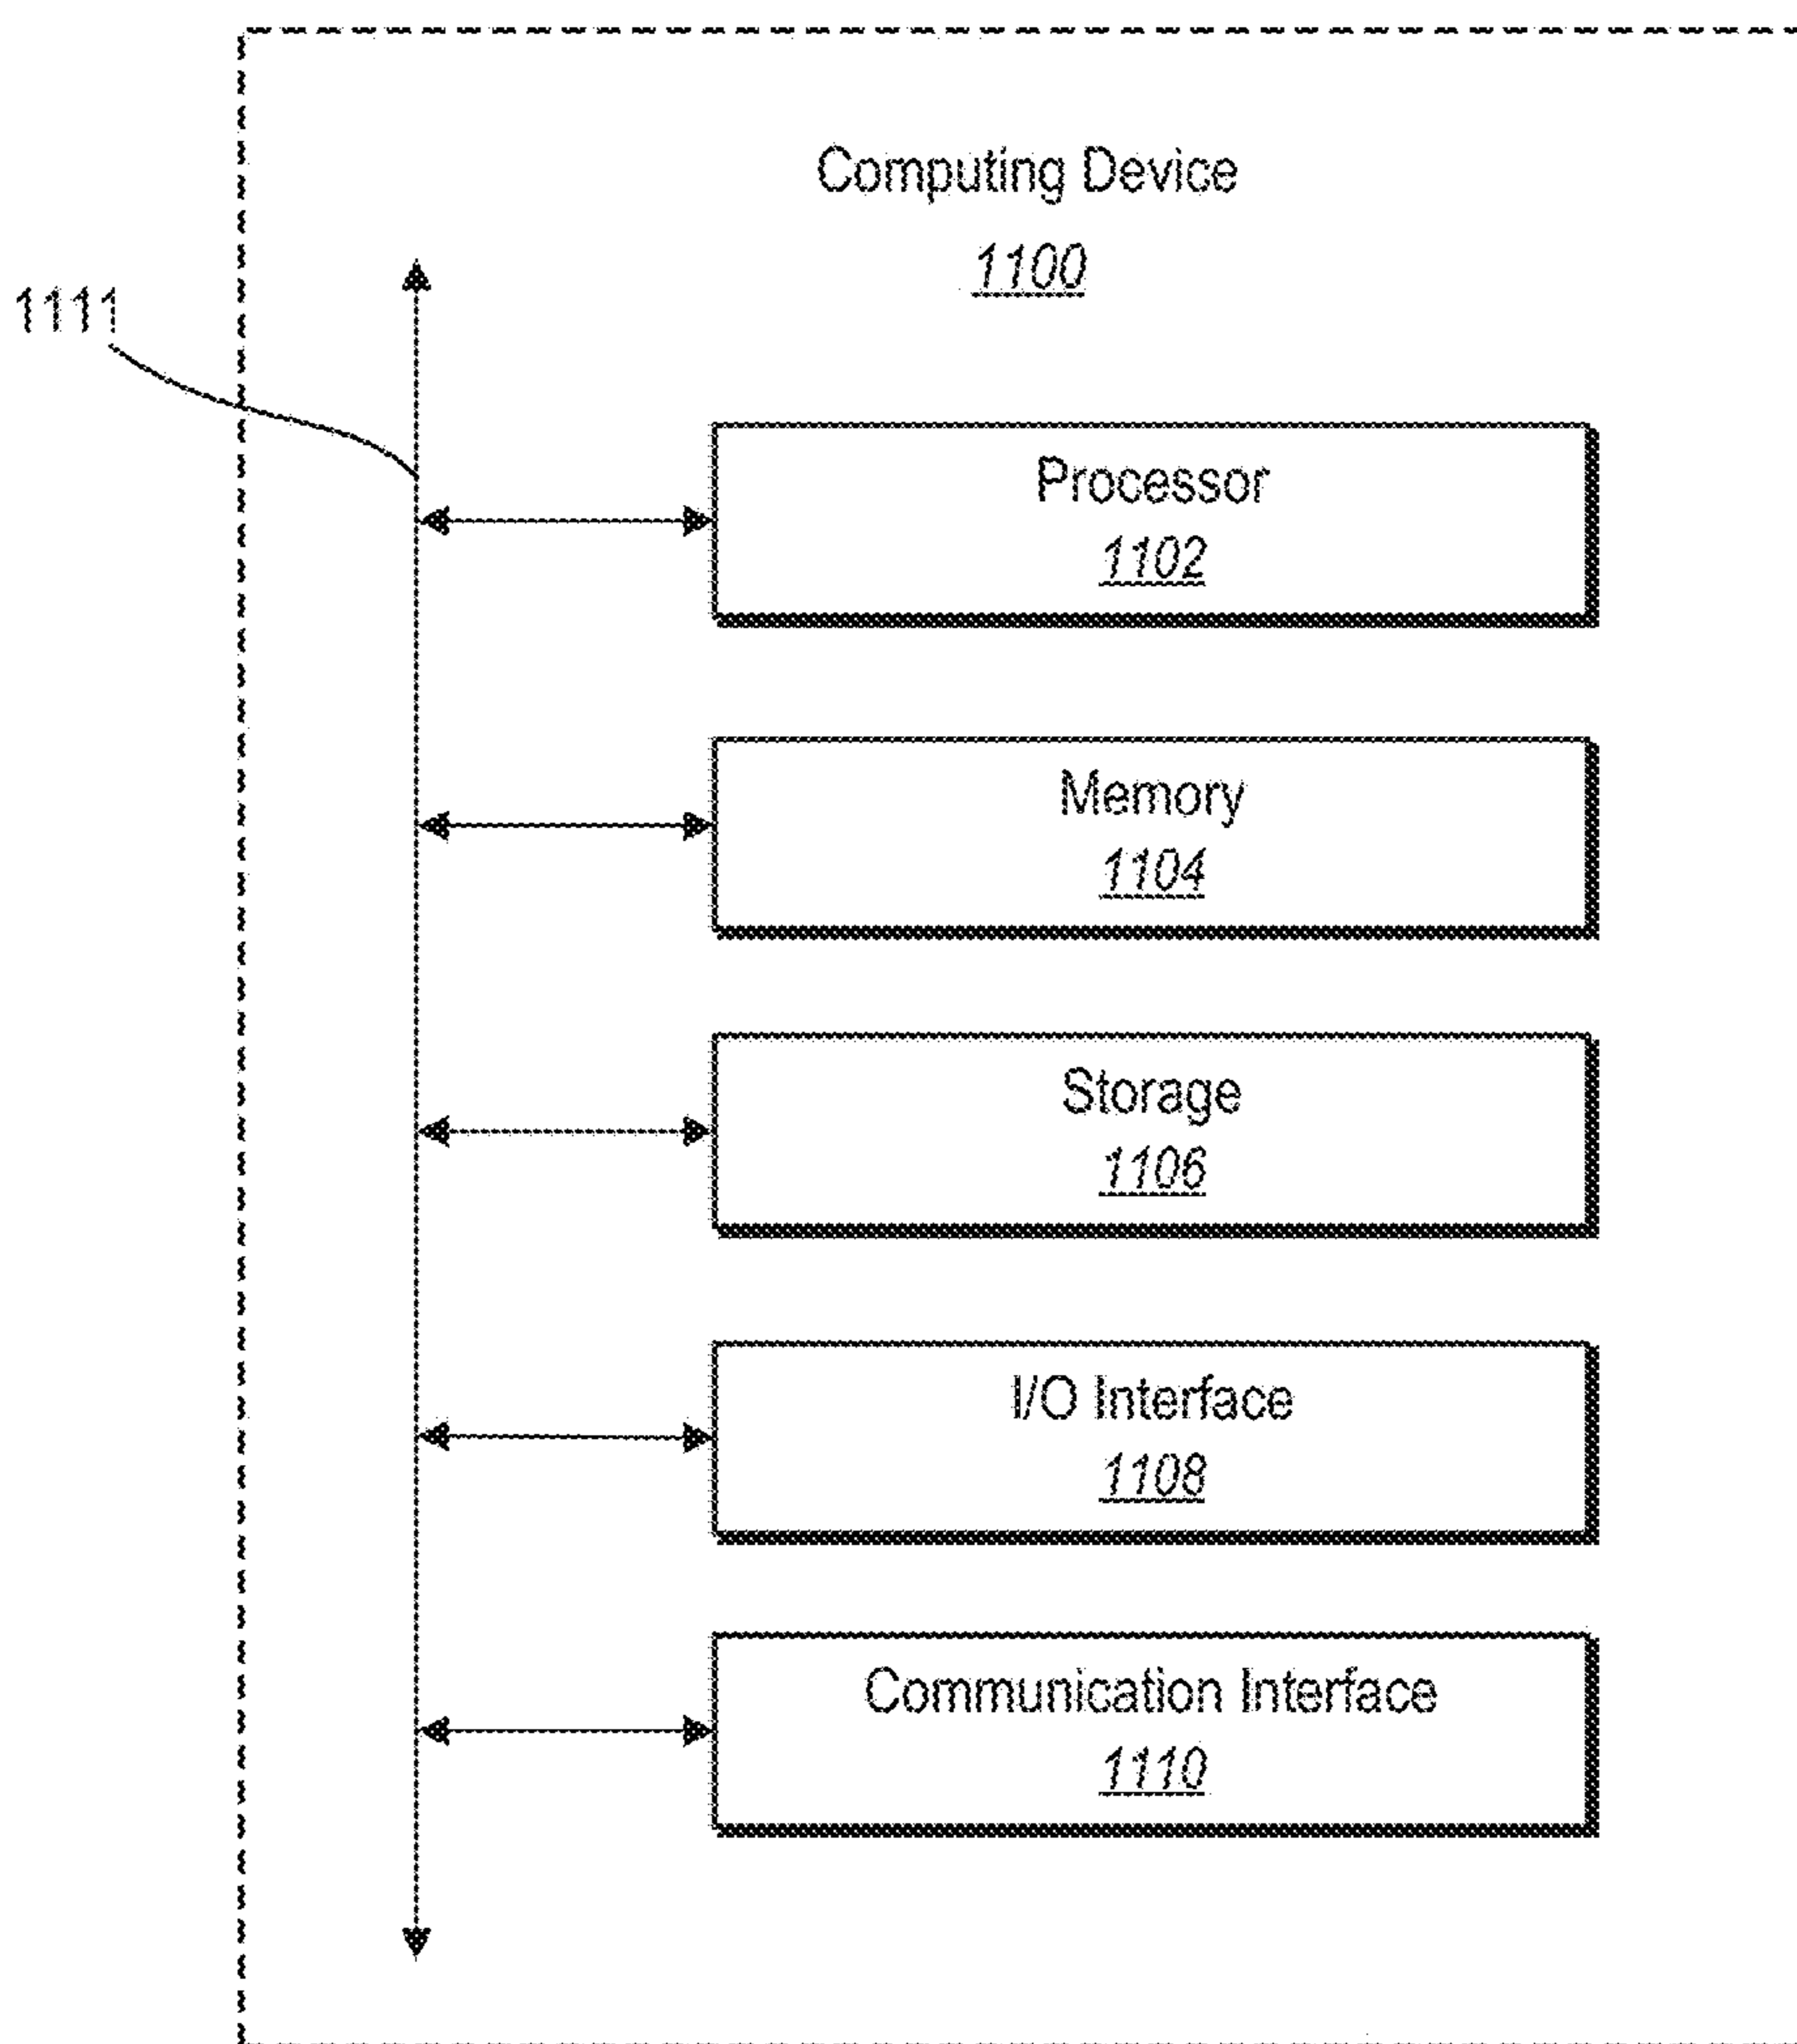 Computing Device
1100
1111
Processor
1102
Memory
1104
Storage
1106
I/O Interface
1108
Communication Interface
1110